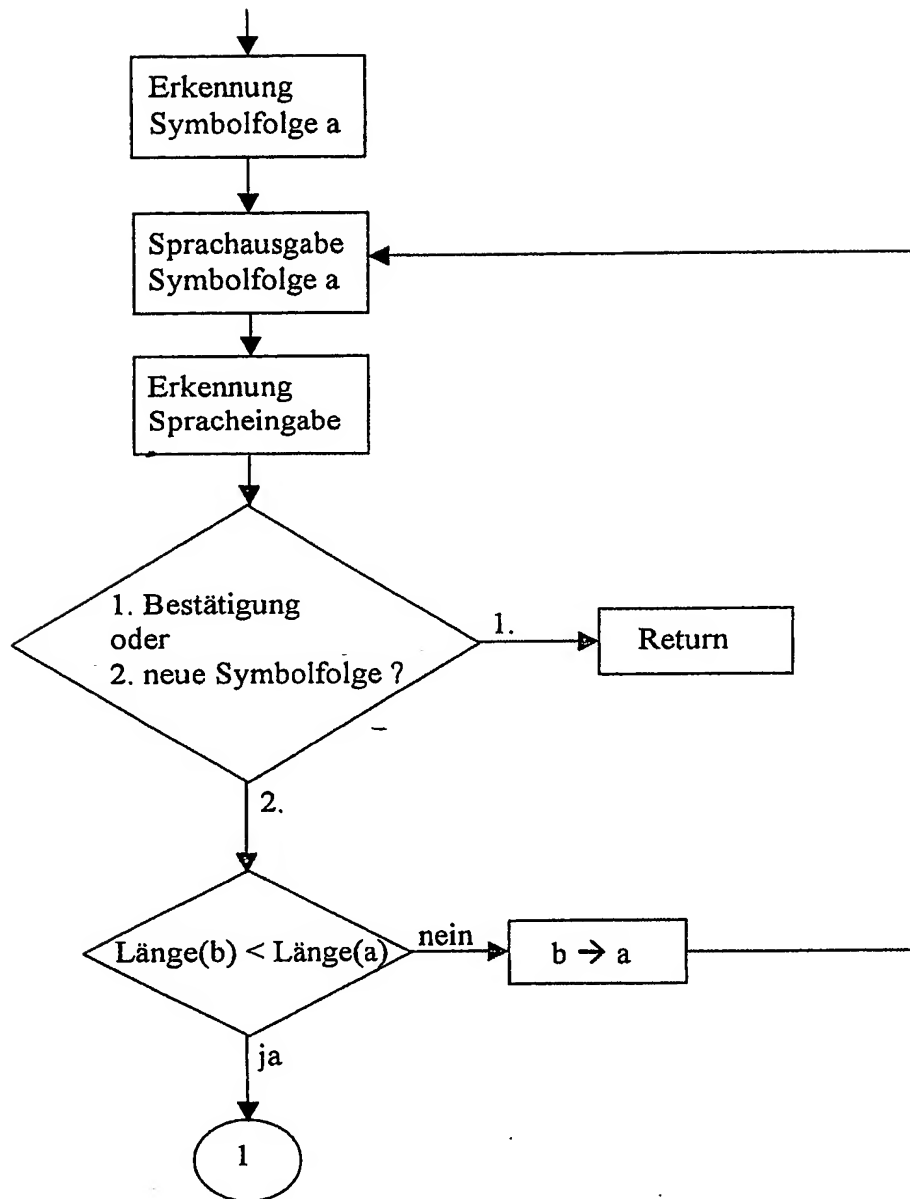 Erkennung
Symbolfolge a
Sprachausgabe
Symbolfolge a
Erkennung
Spracheingabe
1. Bestätigung
oder
2. neue Symbolfolge ?
1.
Return
2.
Länge(b) < Länge(a)
nein
b → a
ja
1